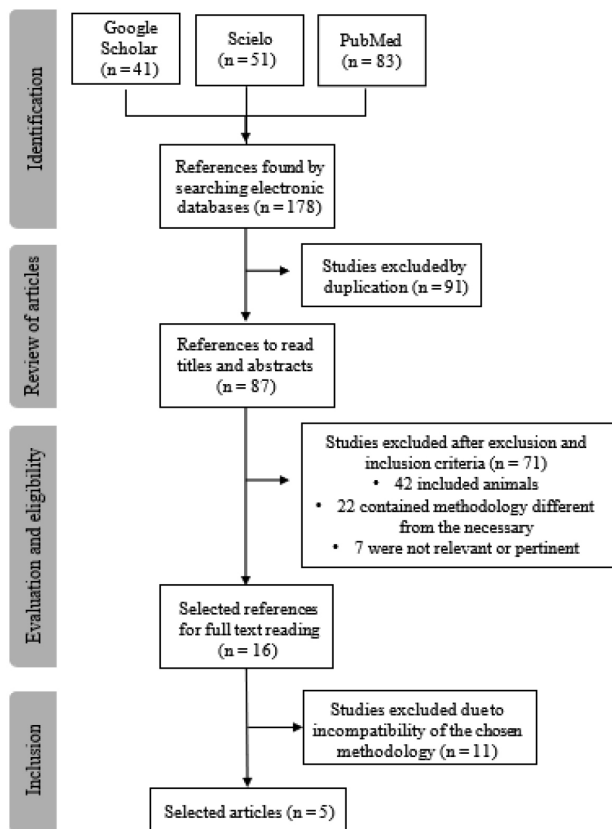 Identification
Google
Scholar
(n = 41)
Scielo
(n = 51)
PubMed
(n = 83)
References found by
searching electronic
databases (n = 178)
Review of articles
Studies excludedby
duplication (n = 91)
References to read
titles and abstracts
(n = 87)
Evaluation and eligibility
Studies excluded after exclusion and
inclusion criteria (n = 71)
• 42 included animals
• 22 contained methodology different
from the necessary
• 7 were not relevant or pertinent
Selected references
for full text reading
(n = 16)
Inclusion
Studies excluded due to
incompatibility of the chosen
methodology (n = 11)
Selected articles (n = 5)